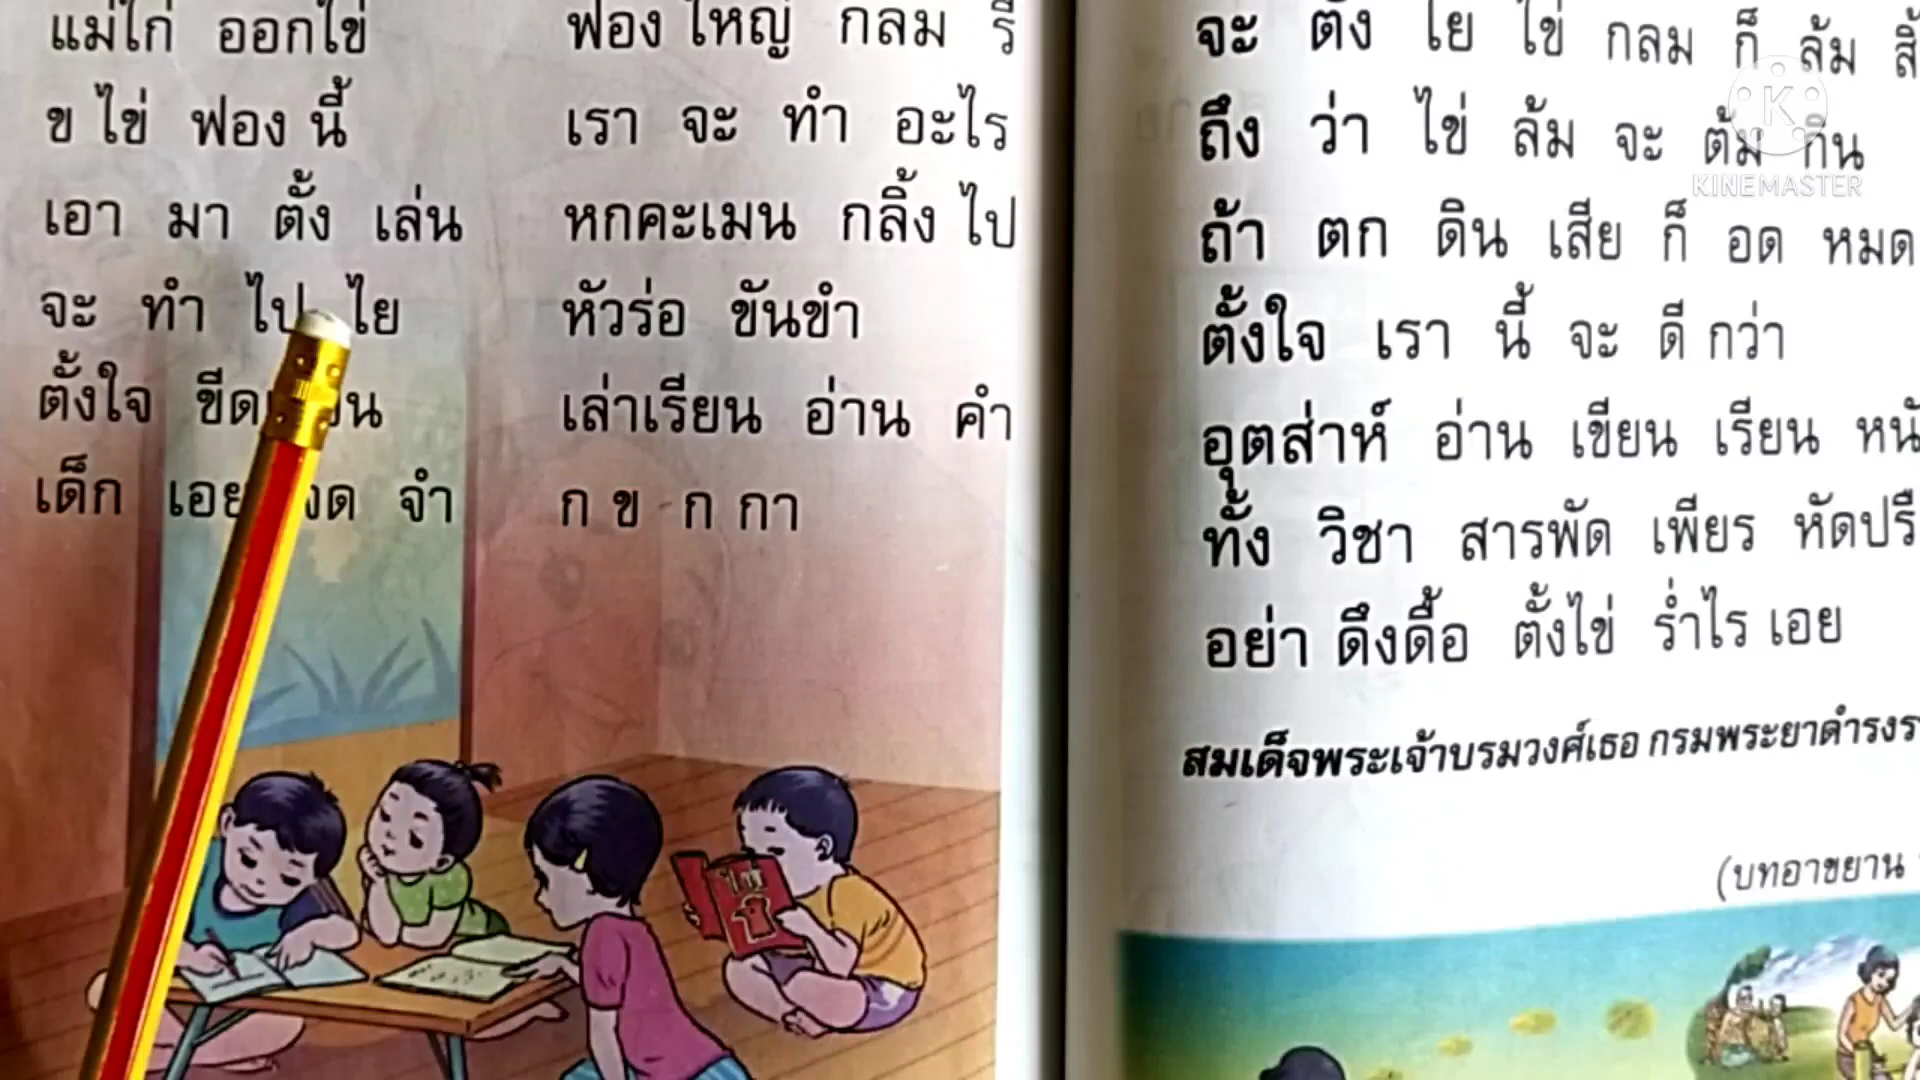 แม่ไก่ ออกไข่ ฟอง ใหญ่ กลม
ข ไข่ ฟอง นี้ เรา จะ ทำ อะไร
เอา มา ตั้ง เล่น หกคะเมน กลิ้ง ไป
จะ ทำ ไป ไย หัวร่อ ขันขำ
ตั้งใจ เล่าเรียน อ่าน คำ
เด็ก เอย จำ ก ข ก กา
จะ ตั้ง ไย ไข่ กลม ก็ ล้ม
ถึง ว่า ไข่ ล้ม จะ ต้ม กิน
ถ้า ตก ดิน เสีย ก็ อด หมด
ตั้งใจ เรา นี้ จะ ดี กว่า
อุตส่าห์ อ่าน เขียน เรียน
ทั้ง วิชา สารพัด เพียร
อย่า ดึงดื้อ ตั้งไข่ ร่ำไร เอย
สมเด็จพระเจ้าบรมวงศ์เธอ กรมพระยาดำรงรา
(บทอาขยาน
KINEMASTER